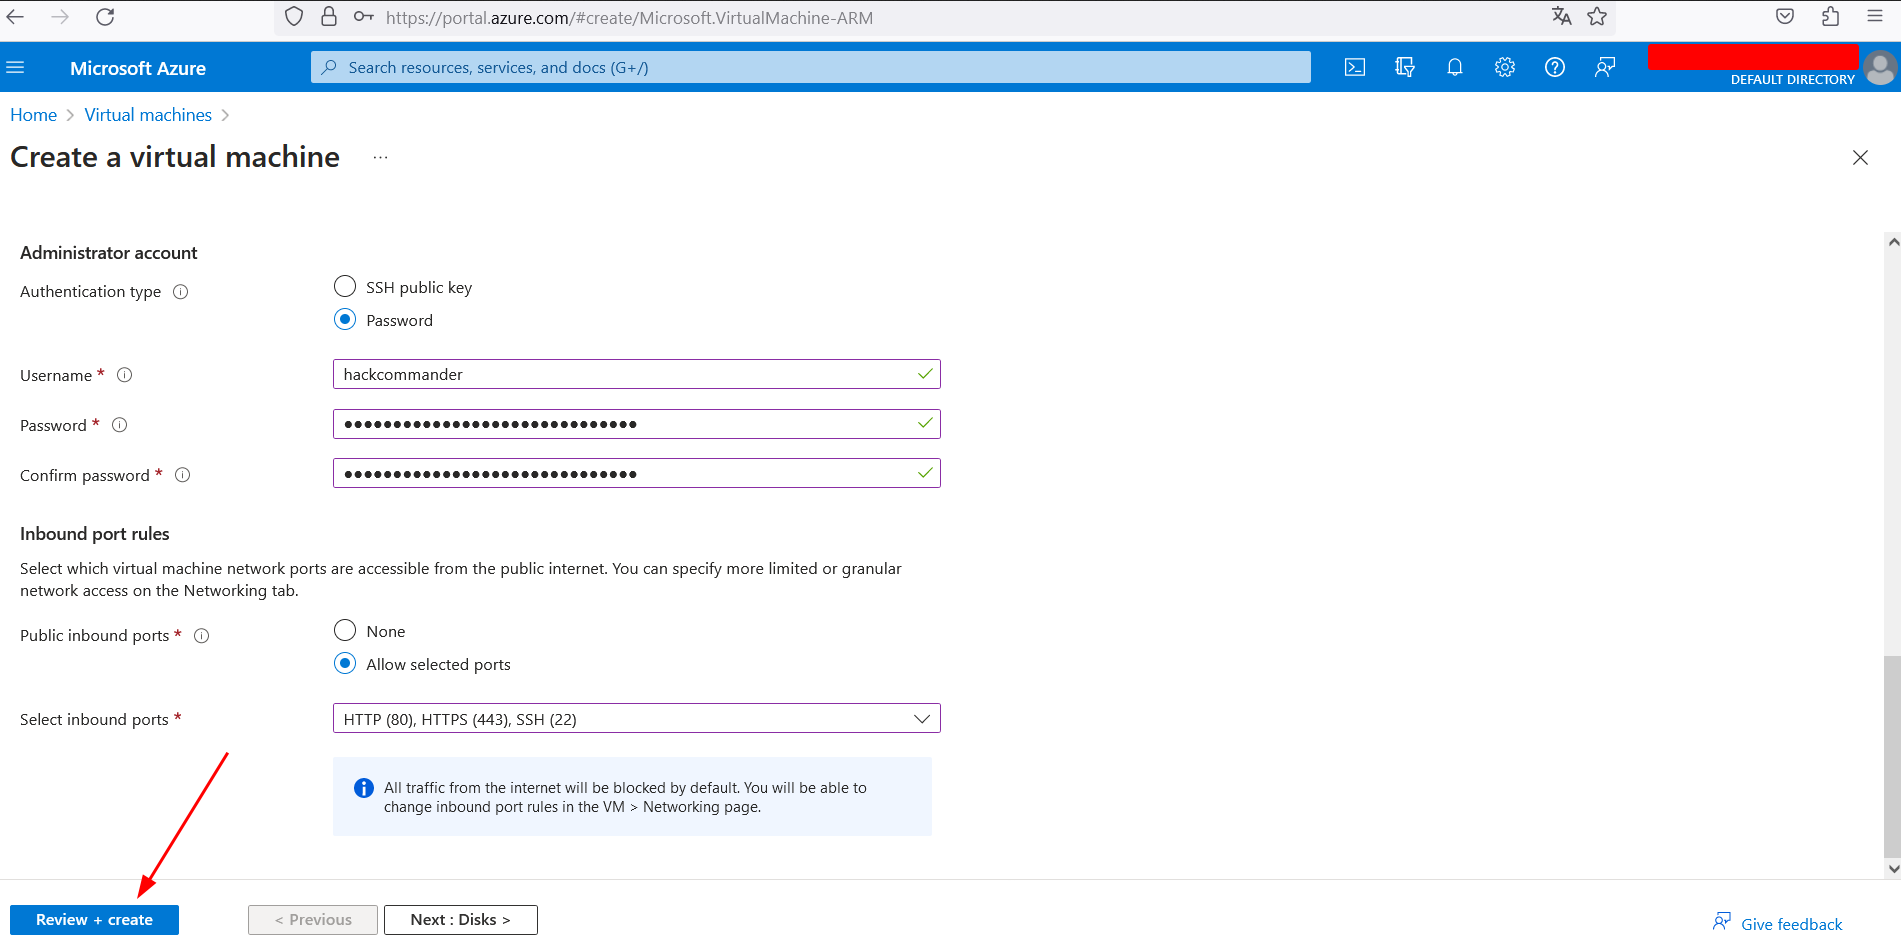 https://portal.azure.com/#create/Microsoft.VirtualMachine-ARM
Microsoft Azure
Search resources, services, and docs (G+/)
DEFAULT DIRECTORY
Home > Virtual machines >
Create a virtual machine ...
Administrator account
Authentication type
SSH public key
Password
Username *
hackcommander
Password *
••••••••••••••••••••••••••••••
Confirm password *
••••••••••••••••••••••••••••••
Inbound port rules
Select which virtual machine network ports are accessible from the public internet. You can specify more limited or granular
network access on the Networking tab.
Public inbound ports *
None
Allow selected ports
Select inbound ports *
HTTP (80), HTTPS (443), SSH (22)
All traffic from the internet will be blocked by default. You will be able to
change inbound port rules in the VM > Networking page.
Review + create
< Previous
Next : Disks >
Give feedback